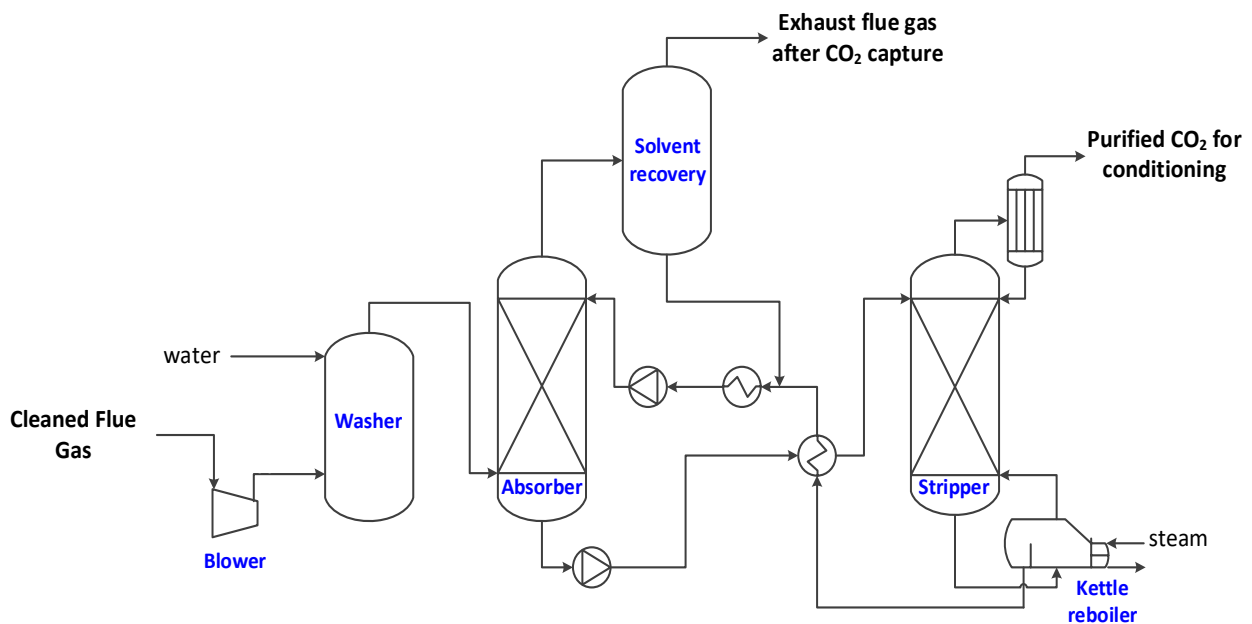 Exhaust flue gas
after CO₂ capture
Solvent
recovery
Purified CO₂ for
conditioning
water
Washer
Cleaned Flue
Gas
Absorber
Stripper
Blower
steam
Kettle
reboiler